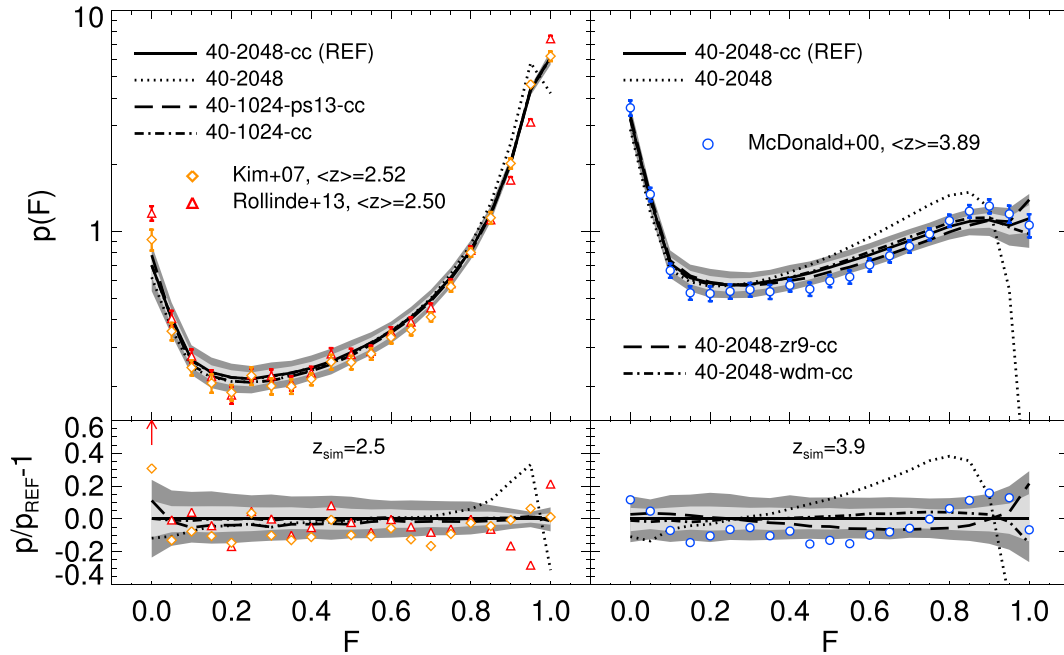 10
1
p(F)
40-2048-cc (REF)
40-2048
40-1024-ps13-cc
40-1024-cc
Kim+07, <z>=2.52
Rollinde+13, <z>=2.50
40-2048-cc (REF)
40-2048
McDonald+00, <z>=3.89
40-2048-zr9-cc
40-2048-wdm-cc
p/pREF-1
0.6
0.4
0.2
0.0
-0.2
-0.4
zsim=2.5
zsim=3.9
0.0 0.2 0.4 0.6 0.8 1.0
0.0 0.2 0.4 0.6 0.8 1.0
F
F